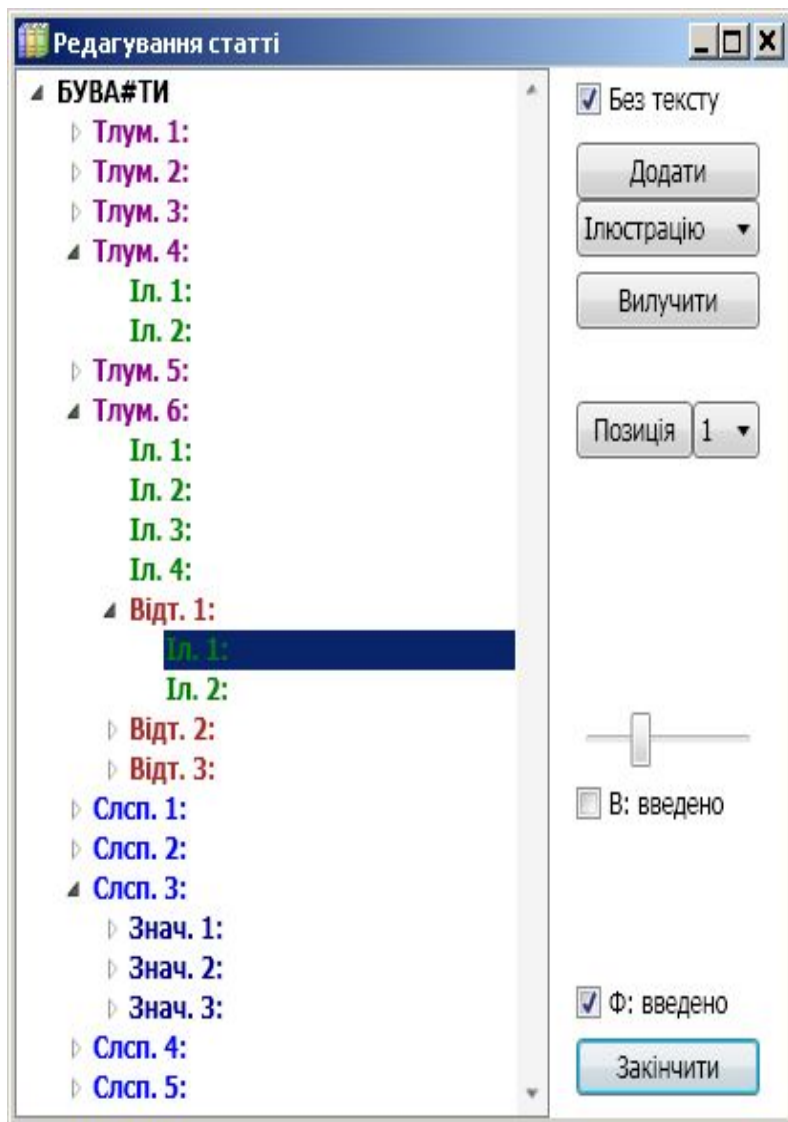 Редагування статті
БУВА#ТИ
Тлум. 1:
Тлум. 2:
Тлум. 3:
Тлум. 4:
Іл. 1:
Іл. 2:
Тлум. 5:
Тлум. 6:
Іл. 1:
Іл. 2:
Іл. 3:
Іл. 4:
Відт. 1:
Іл. 1:
Іл. 2:
Відт. 2:
Відт. 3:
Слсп. 1:
Слсп. 2:
Слсп. 3:
Знач. 1:
Знач. 2:
Знач. 3:
Слсп. 4:
Слсп. 5:
Без тексту
Додати
Ілюстрацію
Вилучити
Позиція 1
В: введено
Ф: введено
Закінчити